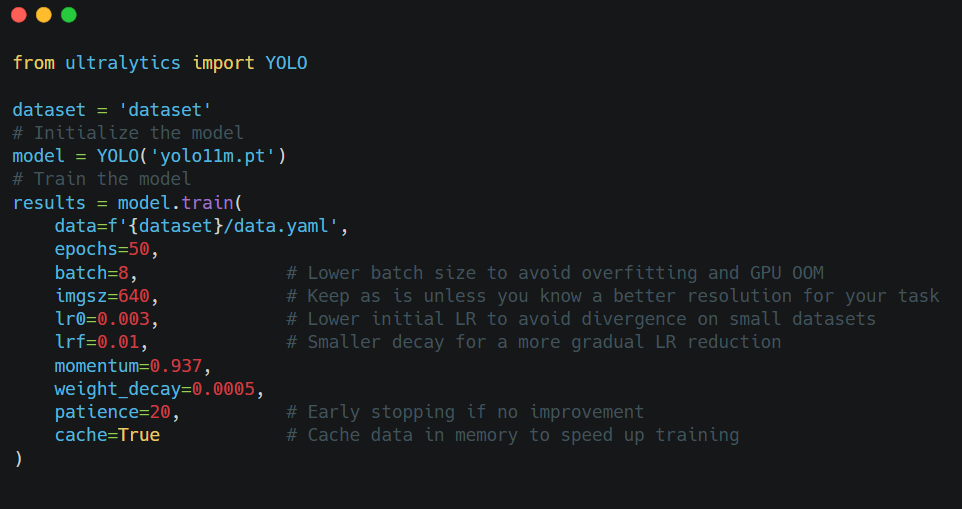 from ultralytics import YOLO
dataset = 'dataset'
# Initialize the model
model = YOLO('yolo11m.pt')
# Train the model
results = model.train(
    data=f'{dataset}/data.yaml',
    epochs=50,
    batch=8,              # Lower batch size to avoid overfitting and GPU OOM
    imgsz=640,            # Keep as is unless you know a better resolution for your task
    lr0=0.003,            # Lower initial LR to avoid divergence on small datasets
    lrf=0.01,             # Smaller decay for a more gradual LR reduction
    momentum=0.937,
    weight_decay=0.0005,
    patience=20,          # Early stopping if no improvement
    cache=True            # Cache data in memory to speed up training
)